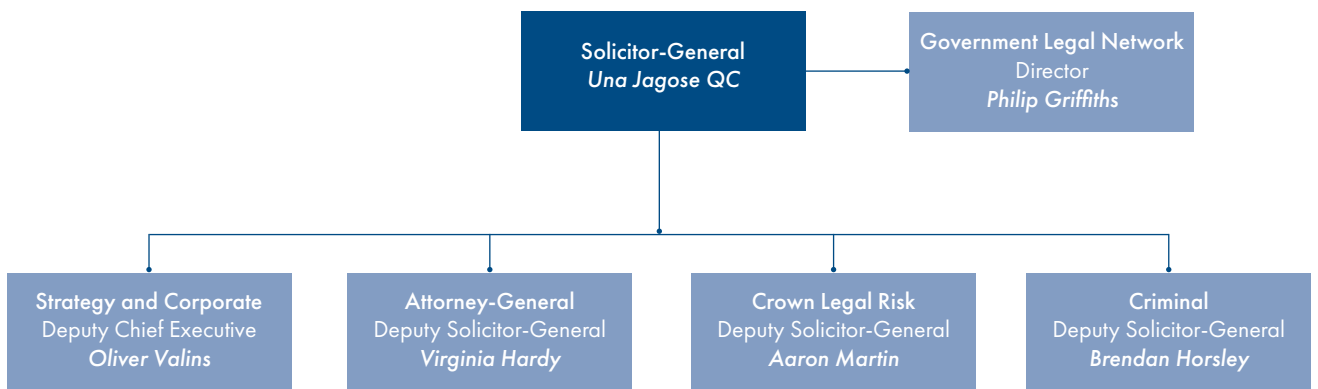 Solicitor-General
Una Jagose QC
Government Legal Network
Director
Philip Griffiths
Strategy and Corporate
Deputy Chief Executive
Oliver Valins
Attorney-General
Deputy Solicitor-General
Virginia Hardy
Crown Legal Risk
Deputy Solicitor-General
Aaron Martin
Criminal
Deputy Solicitor-General
Brendan Horsley